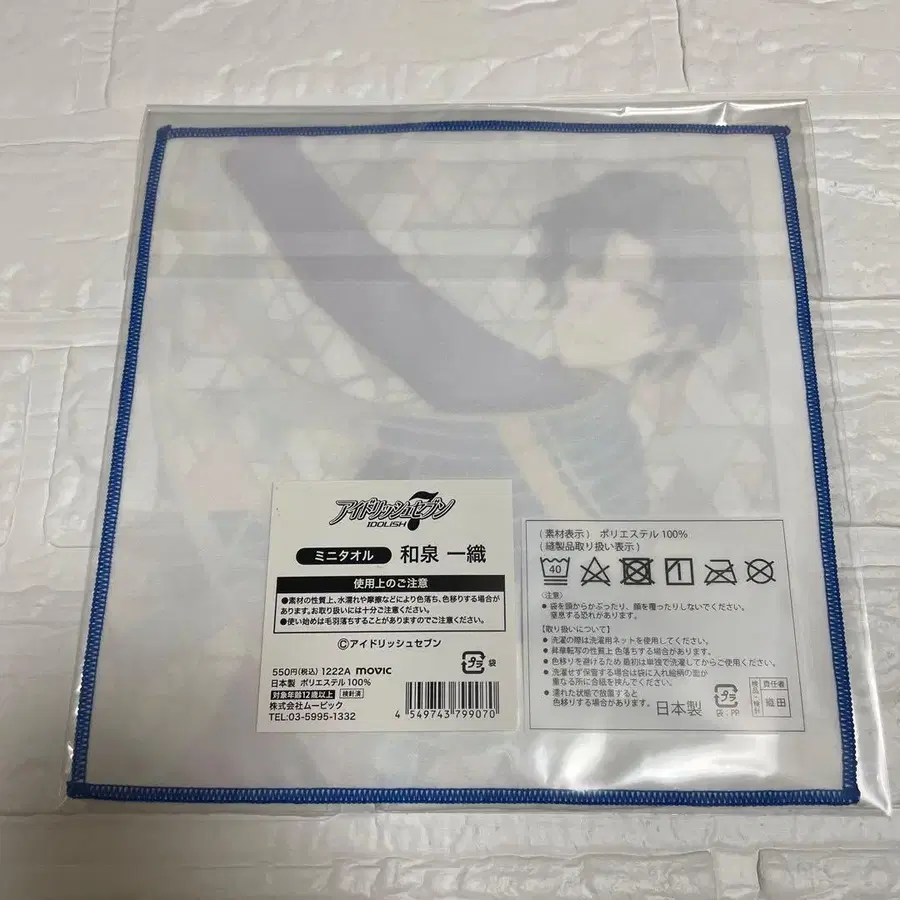 アイドリッシュセブン
IDOLISH7
ミニタオル 和泉 一織
使用上のご注意
●素材の性質上、水濡れや摩擦などにより色落ち、色移りする場合が
あります。お取り扱いには十分ご注意ください。
●使い始めは毛羽落ちすることがありますのでご注意ください。
©アイドリッシュセブン
プラ 袋
550円(税込) 1222A movic
日本製 ポリエステル100%
対象年齢12歳以上 検針済
株式会社ムービック
TEL:03-5995-1332
4 549743 799070
(素材表示) ポリエステル100%
(縫製品取り扱い表示)
40
〈注意〉
● 袋を頭からかぶったり、顔を覆ったりしないでください。
窒息する恐れがあります。
【取り扱いについて】
● 洗濯の際は洗濯用ネットを使用してください。
● 昇華転写の性質上 色落ちする場合があります。
● 色移りを避けるため 最初は単独で洗濯してからご使用ください。
● 洗濯せず保管する場合は袋に入れ絵柄の面が
重なる所に合紙を挟んでください。
● 濡れた状態で放置すると
色移りする場合があります。
日本製
プラ
袋:PP
検品・検針
責任者
織田